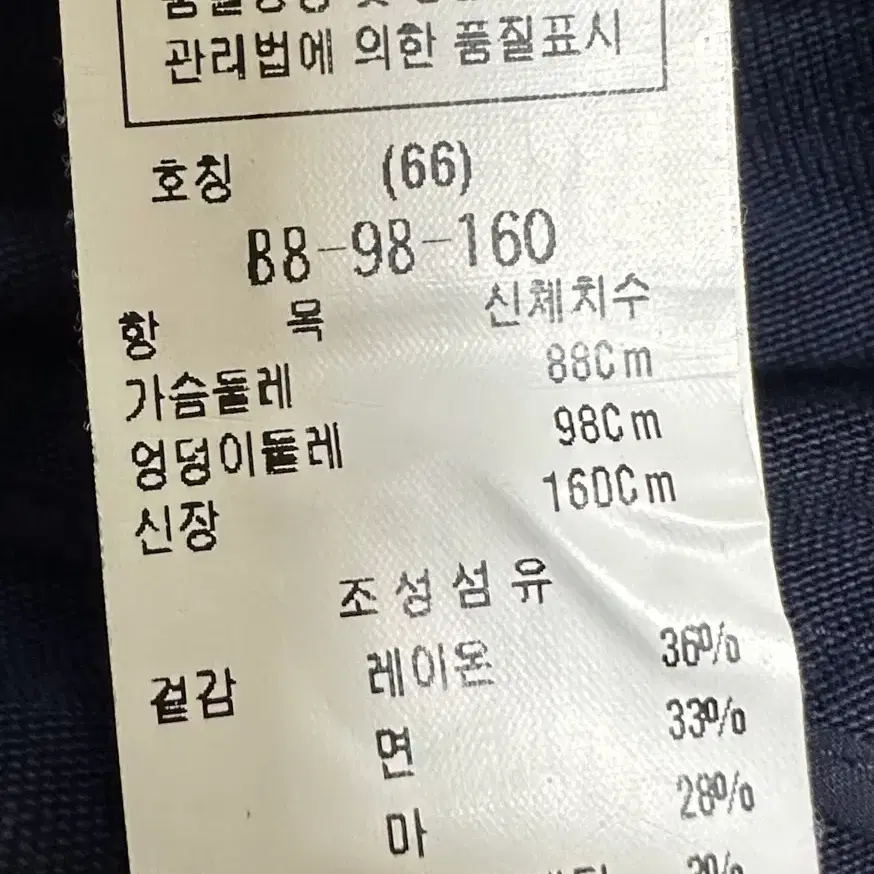 관리법에 의한 품질표시
호칭 (66)
88-98-160
항 목 신체치수
가슴둘레 88Cm
엉덩이둘레 98Cm
신장 160Cm
조성섬유
겉감 레이온 36%
면 33%
마 28%